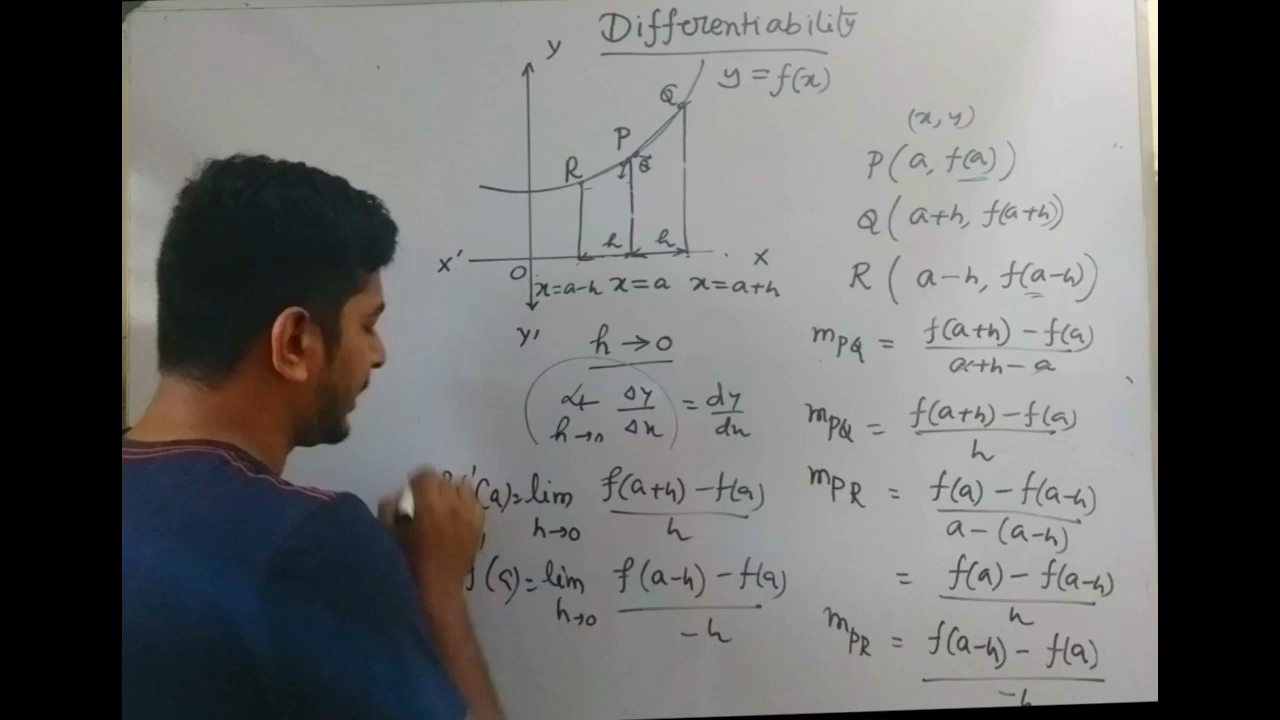 Differentiability
y = f(x)
Y
Q
P
R
h h
X' O X
x=a-h x=a x=a+h
Y'
h→0
Lt h→0 Δy/Δx = dy/dx
f'(a)= lim h→0 f(a+h) - f(a) / h
f'(a)= lim h→0 f(a-h) - f(a) / -h
(x, y)
P(a, f(a))
Q(a+h, f(a+h))
R(a-h, f(a-h))
mPQ = f(a+h) - f(a) / a+h-a
mPQ = f(a+h) - f(a) / h
mPR = f(a) - f(a-h) / a-(a-h)
= f(a) - f(a-h) / h
mPR = f(a-h) - f(a) / -h